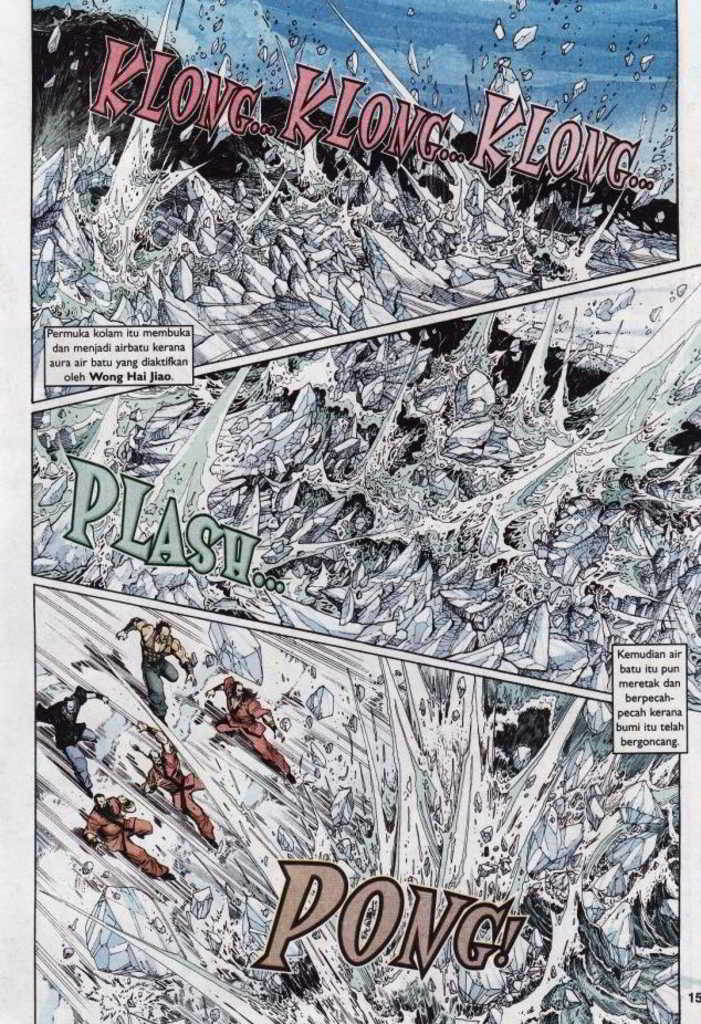 KLONG... KLONG... KLONG...
Permuka kolam itu membuka
dan menjadi airbatu kerana
aura air batu yang diaktifkan
oleh Wong Hai Jiao.
PLASH...
Kemudian air
batu itu pun
meretak dan
berpecah-
pecah kerana
bumi itu telah
bergoncang.
PONG!
15